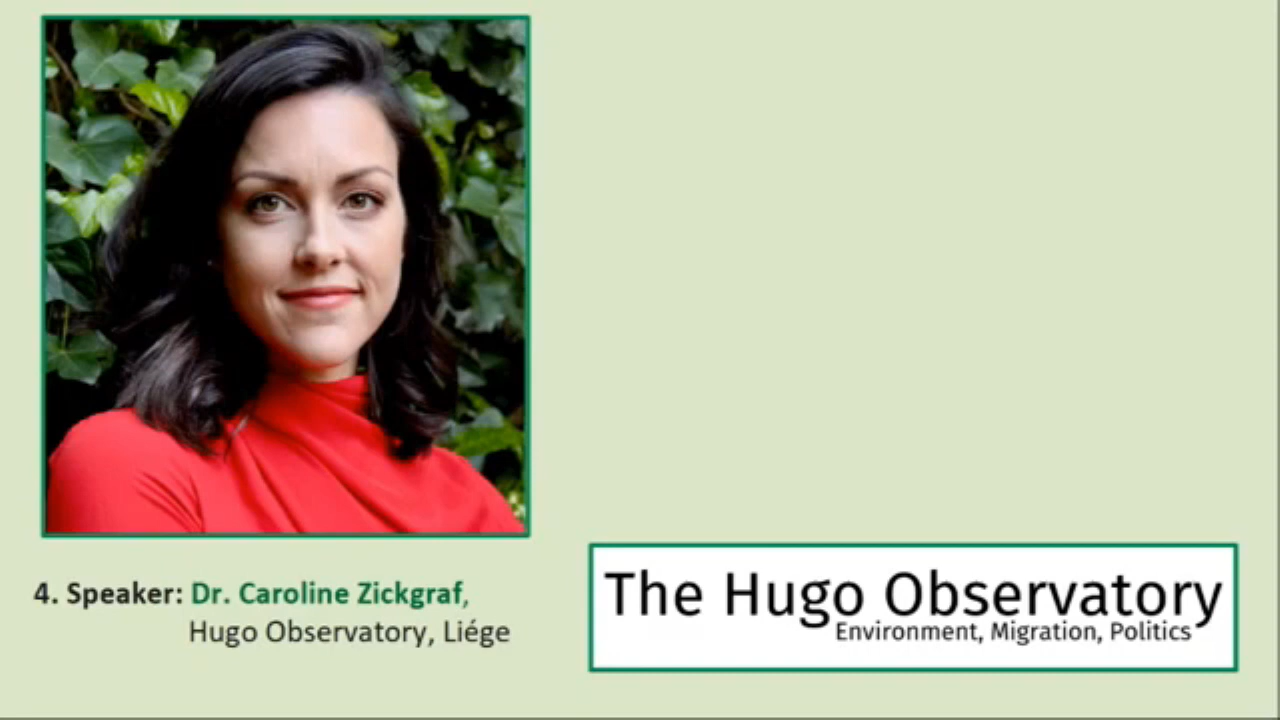 4. Speaker: Dr. Caroline Zickgraf,
Hugo Observatory, Liége
The Hugo Observatory
Environment, Migration, Politics